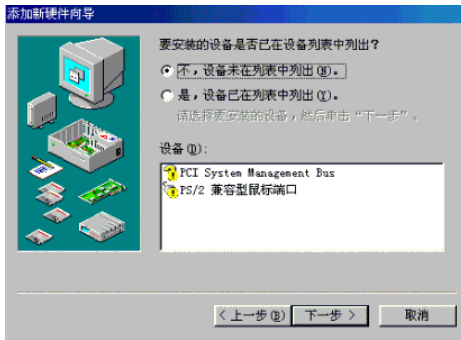 添加新硬件向导
要安装的设备是否已在设备列表中列出？
不，设备未在列表中列出(N)。
是，设备已在列表中列出(Y)。
请选择要安装的设备，然后单击“下一步”。
设备(D):
PCI System Management Bus
PS/2 兼容型鼠标端口
< 上一步(B)
下一步 >
取消